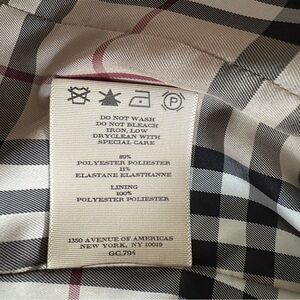 P
DO NOT WASH
DO NOT BLEACH
IRON, LOW
DRYCLEAN WITH
SPECIAL CARE
89%
POLYESTER POLIESTER
11%
ELASTANE ELASTHANNE
LINING
100%
POLYESTER POLIESTER
1350 AVENUE OF AMERICAS
NEW YORK, NY 10019
GC.794